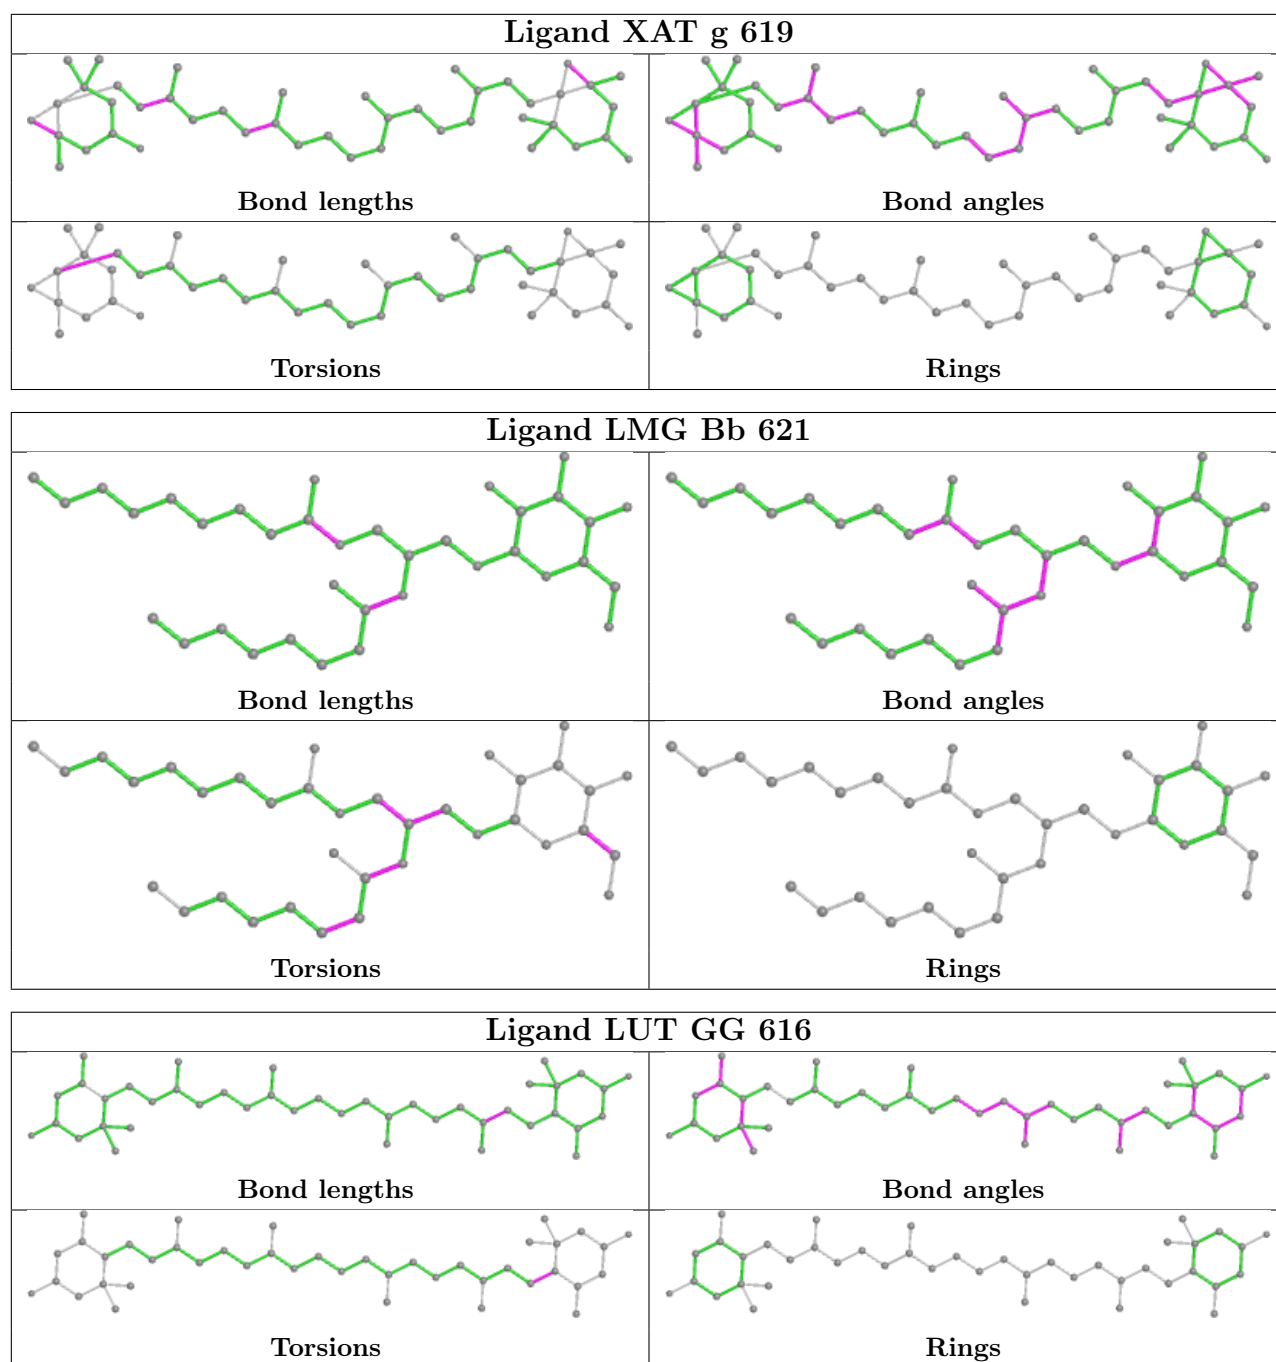 Ligand XAT g 619
Bond lengths
Bond angles
Torsions
Rings
Ligand LMG Bb 621
Bond lengths
Bond angles
Torsions
Rings
Ligand LUT GG 616
Bond lengths
Bond angles
Torsions
Rings